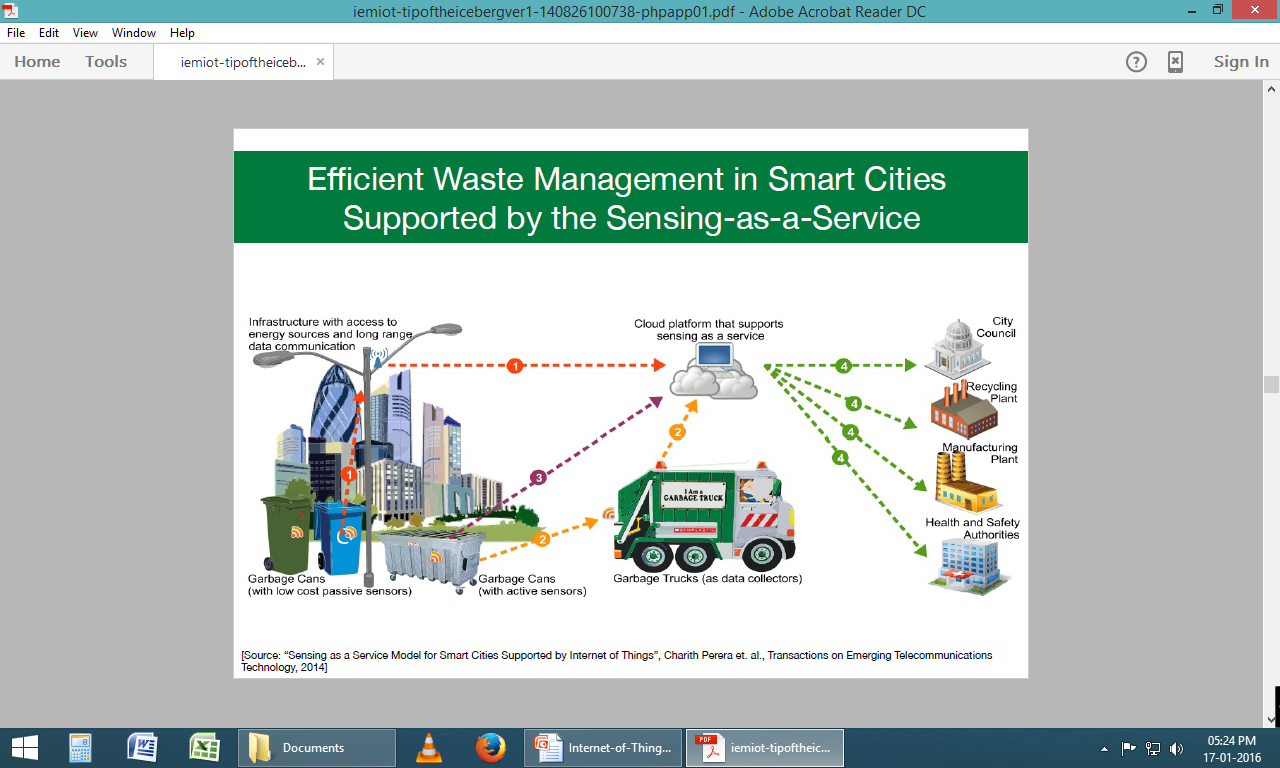 iemiot-tipoftheicebergver1-140826100738-phpapp01.pdf - Adobe Acrobat Reader DC
File Edit View Window Help
Home Tools iemiot-tipoftheiceb... × ? Sign In
Efficient Waste Management in Smart Cities
Supported by the Sensing-as-a-Service
Infrastructure with access to
energy sources and long range
data communication
Cloud platform that supports
sensing as a service
City
Council
1
4
Recycling
Plant
4
2
4
Manufacturing
Plant
4
1
3
I Am a
GARBAGE TRUCK
2
Health and Safety
Authorities
Garbage Cans
(with low cost passive sensors)
Garbage Cans
(with active sensors)
Garbage Trucks (as data collectors)
[Source: “Sensing as a Service Model for Smart Cities Supported by Internet of Things”, Charith Perera et. al., Transactions on Emerging Telecommunications
Technology, 2014]
Documents
Internet-of-Thing...
PDF
iemiot-tipoftheic...
05:24 PM
17-01-2016